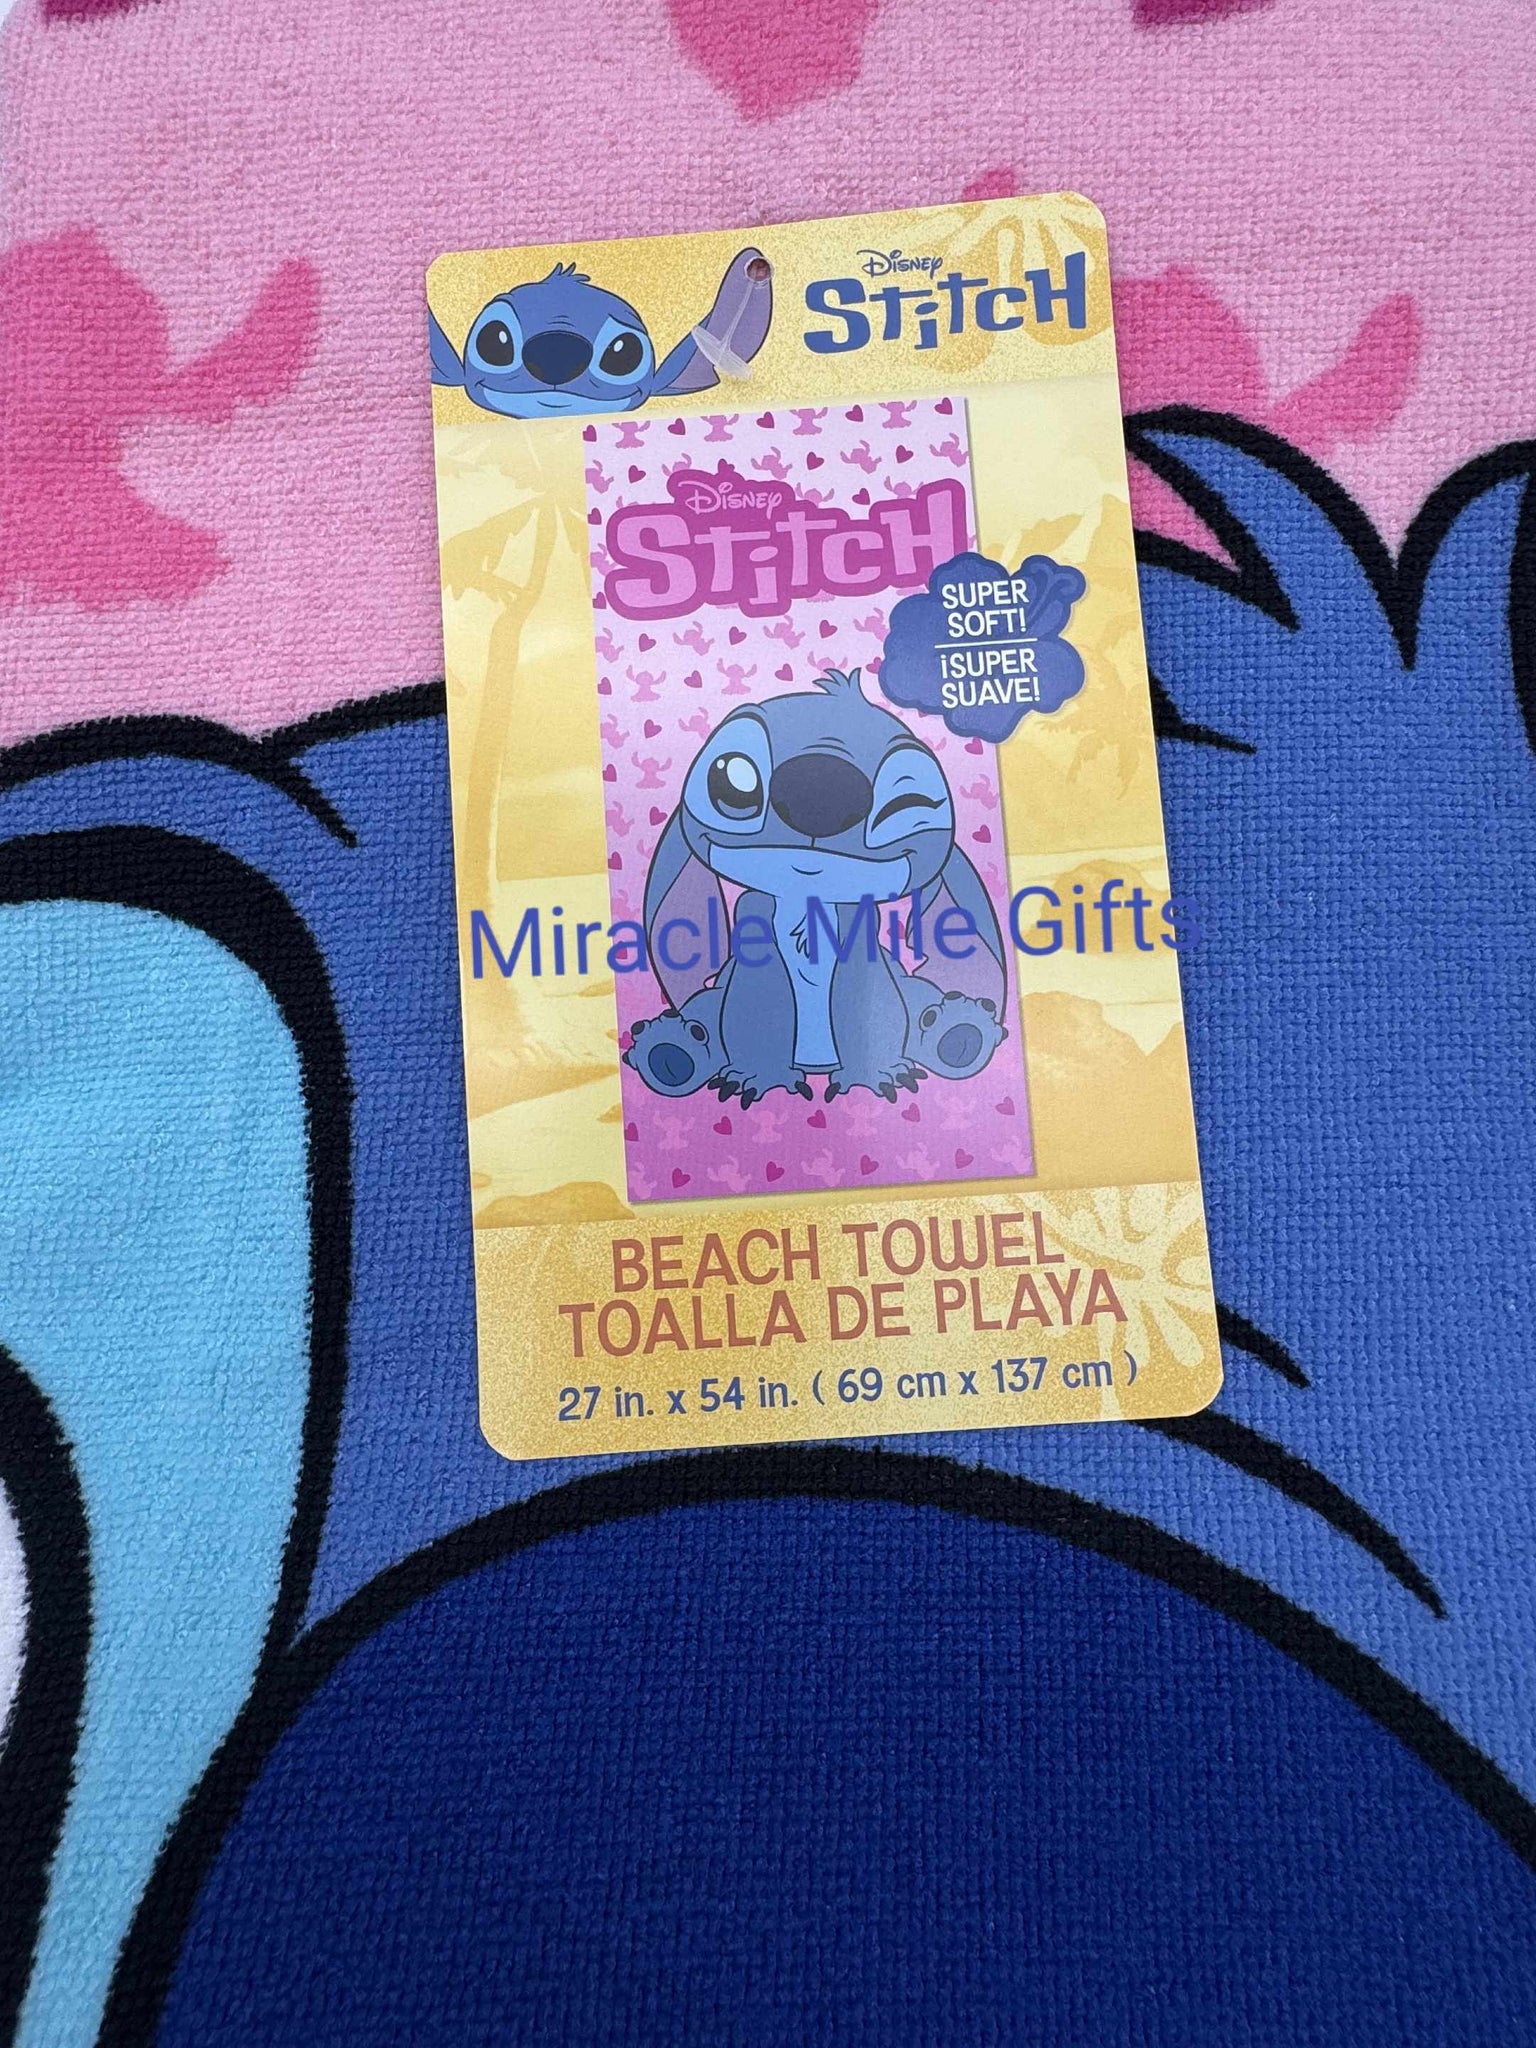 Disney
Stitch
Disney
Stitch
SUPER
SOFT!
¡SUPER
SUAVE!
Miracle Mile Gifts
BEACH TOWEL
TOALLA DE PLAYA
27 in. x 54 in. ( 69 cm x 137 cm )